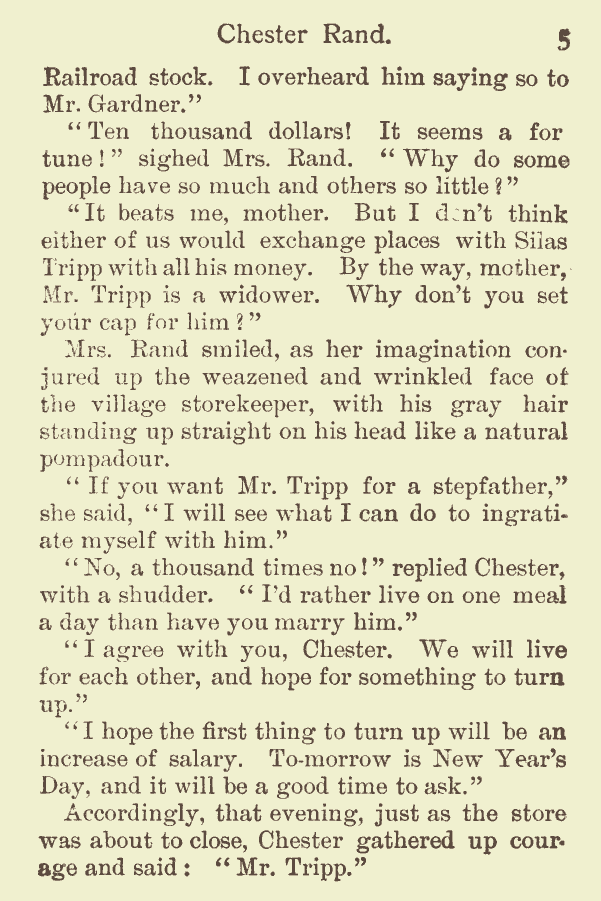 Chester Rand. 5
Railroad stock. I overheard him saying so to
Mr. Gardner.”
“Ten thousand dollars! It seems a for
tune!” sighed Mrs. Rand. “Why do some
people have so much and others so little?”
“It beats me, mother. But I don't think
either of us would exchange places with Silas
Tripp with all his money. By the way, mother,
Mr. Tripp is a widower. Why don't you set
your cap for him?”
Mrs. Rand smiled, as her imagination con-
jured up the weazened and wrinkled face of
the village storekeeper, with his gray hair
standing up straight on his head like a natural
pompadour.
“If you want Mr. Tripp for a stepfather,”
she said, “I will see what I can do to ingrati-
ate myself with him.”
“No, a thousand times no!” replied Chester,
with a shudder. “I'd rather live on one meal
a day than have you marry him.”
“I agree with you, Chester. We will live
for each other, and hope for something to turn
up.”
“I hope the first thing to turn up will be an
increase of salary. To-morrow is New Year's
Day, and it will be a good time to ask.”
Accordingly, that evening, just as the store
was about to close, Chester gathered up cour-
age and said: “Mr. Tripp.”